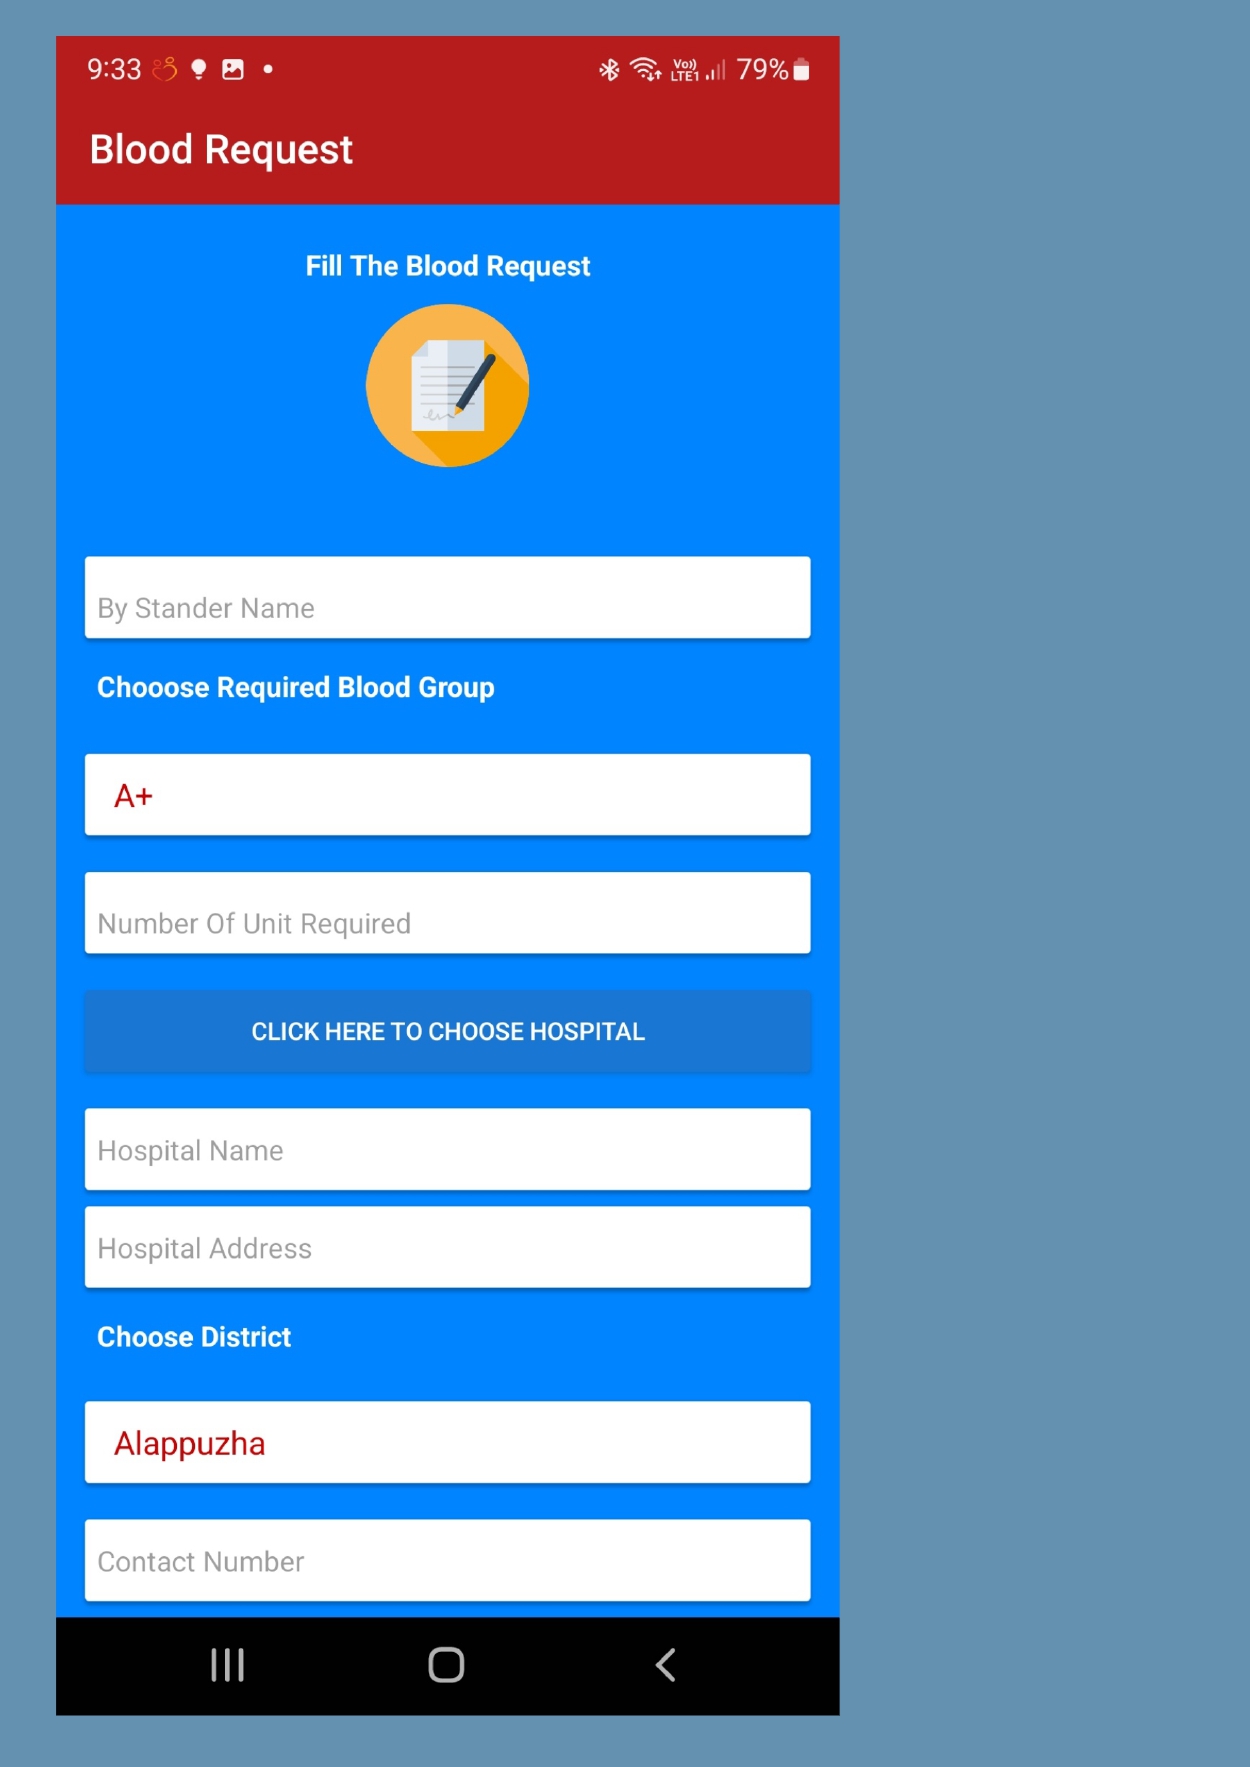 9:33
Vo))
LTE1
79%
Blood Request
Fill The Blood Request
By Stander Name
Chooose Required Blood Group
A+
Number Of Unit Required
CLICK HERE TO CHOOSE HOSPITAL
Hospital Name
Hospital Address
Choose District
Alappuzha
Contact Number